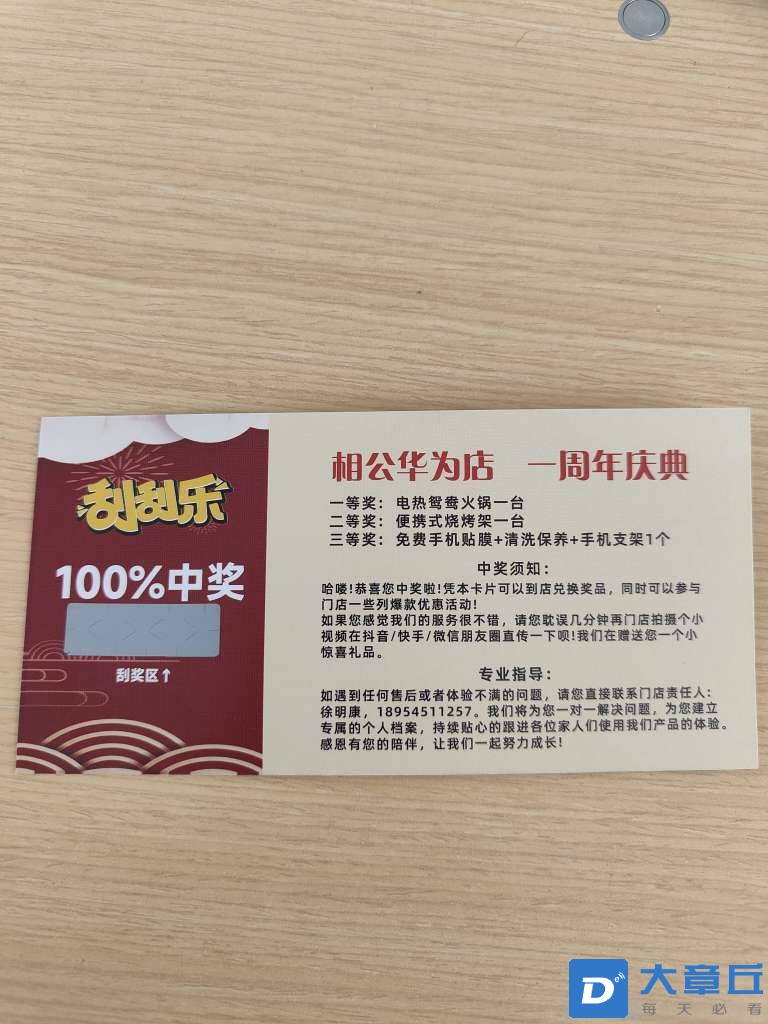 刮刮乐
100%中奖
刮奖区↑
相公华为店 一周年庆典
一等奖：电热鸳鸯火锅一台
二等奖：便携式烧烤架一台
三等奖：免费手机贴膜+清洗保养+手机支架1个
中奖须知：
哈喽!恭喜您中奖啦!凭本卡片可以到店兑换奖品，同时可以参与
门店一些列爆款优惠活动!
如果您感觉我们的服务很不错，请您耽误几分钟再门店拍摄个小
视频在抖音/快手/微信朋友圈直传一下呗!我们在赠送您一个小
惊喜礼品。
专业指导：
如遇到任何售后或者体验不满的问题，请您直接联系门店责任人：
徐明康，18954511257。我们将为您一对一解决问题，为您建立
专属的个人档案，持续贴心的跟进各位家人们使用我们产品的体验。
感恩有您的陪伴，让我们一起努力成长!
D 大章丘
每天必看